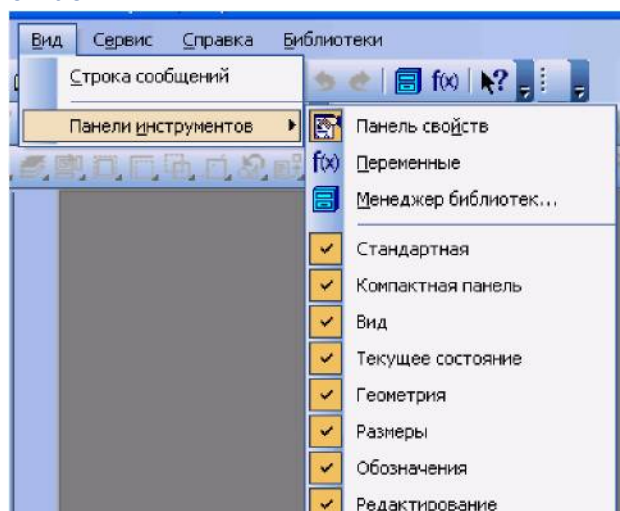 Вид Сервис Справка Библиотеки
Строка сообщений
f(x) ?
Панели инструментов
Панель свойств
f(x) Переменные
Менеджер библиотек...
Стандартная
Компактная панель
Вид
Текущее состояние
Геометрия
Размеры
Обозначения
Редактирование